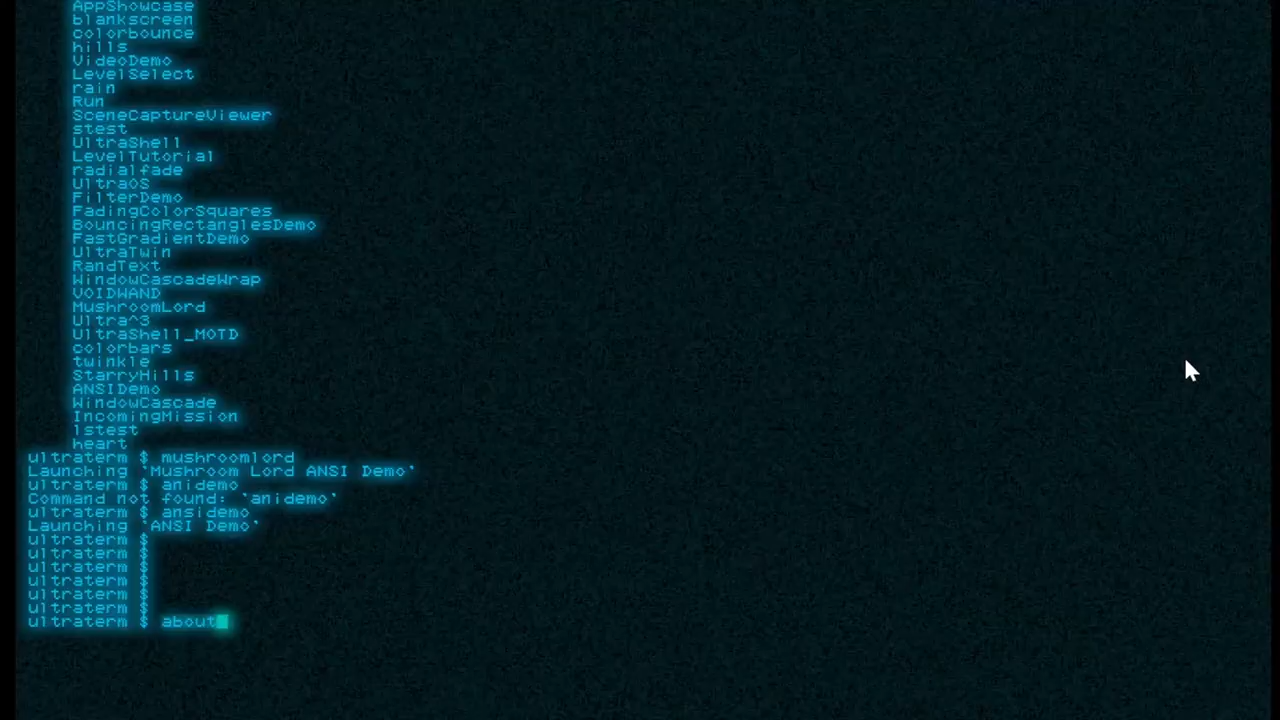 AppShowcase
blankscreen
colorbounce
hills
VideoDemo
LevelSelect
rain
Run
SceneCaptureViewer
stest
UltraShell
LevelTutorial
radialfade
UltraOS
FilterDemo
FadingColorSquares
BouncingRectanglesDemo
FastGradientDemo
UltraTwin
RandText
WindowCascadeWrap
VOIDWAND
MushroomLord
Ultra^3
UltraShell_MOTD
colorbars
twinkle
StarryHills
ANSIDemo
WindowCascade
IncomingMission
lstest
heart
ultraterm $ mushroomlord
Launching `Mushroom Lord ANSI Demo`
ultraterm $ anidemo
Command not found: `anidemo`
ultraterm $ ansidemo
Launching `ANSI Demo`
ultraterm $
ultraterm $
ultraterm $
ultraterm $
ultraterm $
ultraterm $
ultraterm $ about